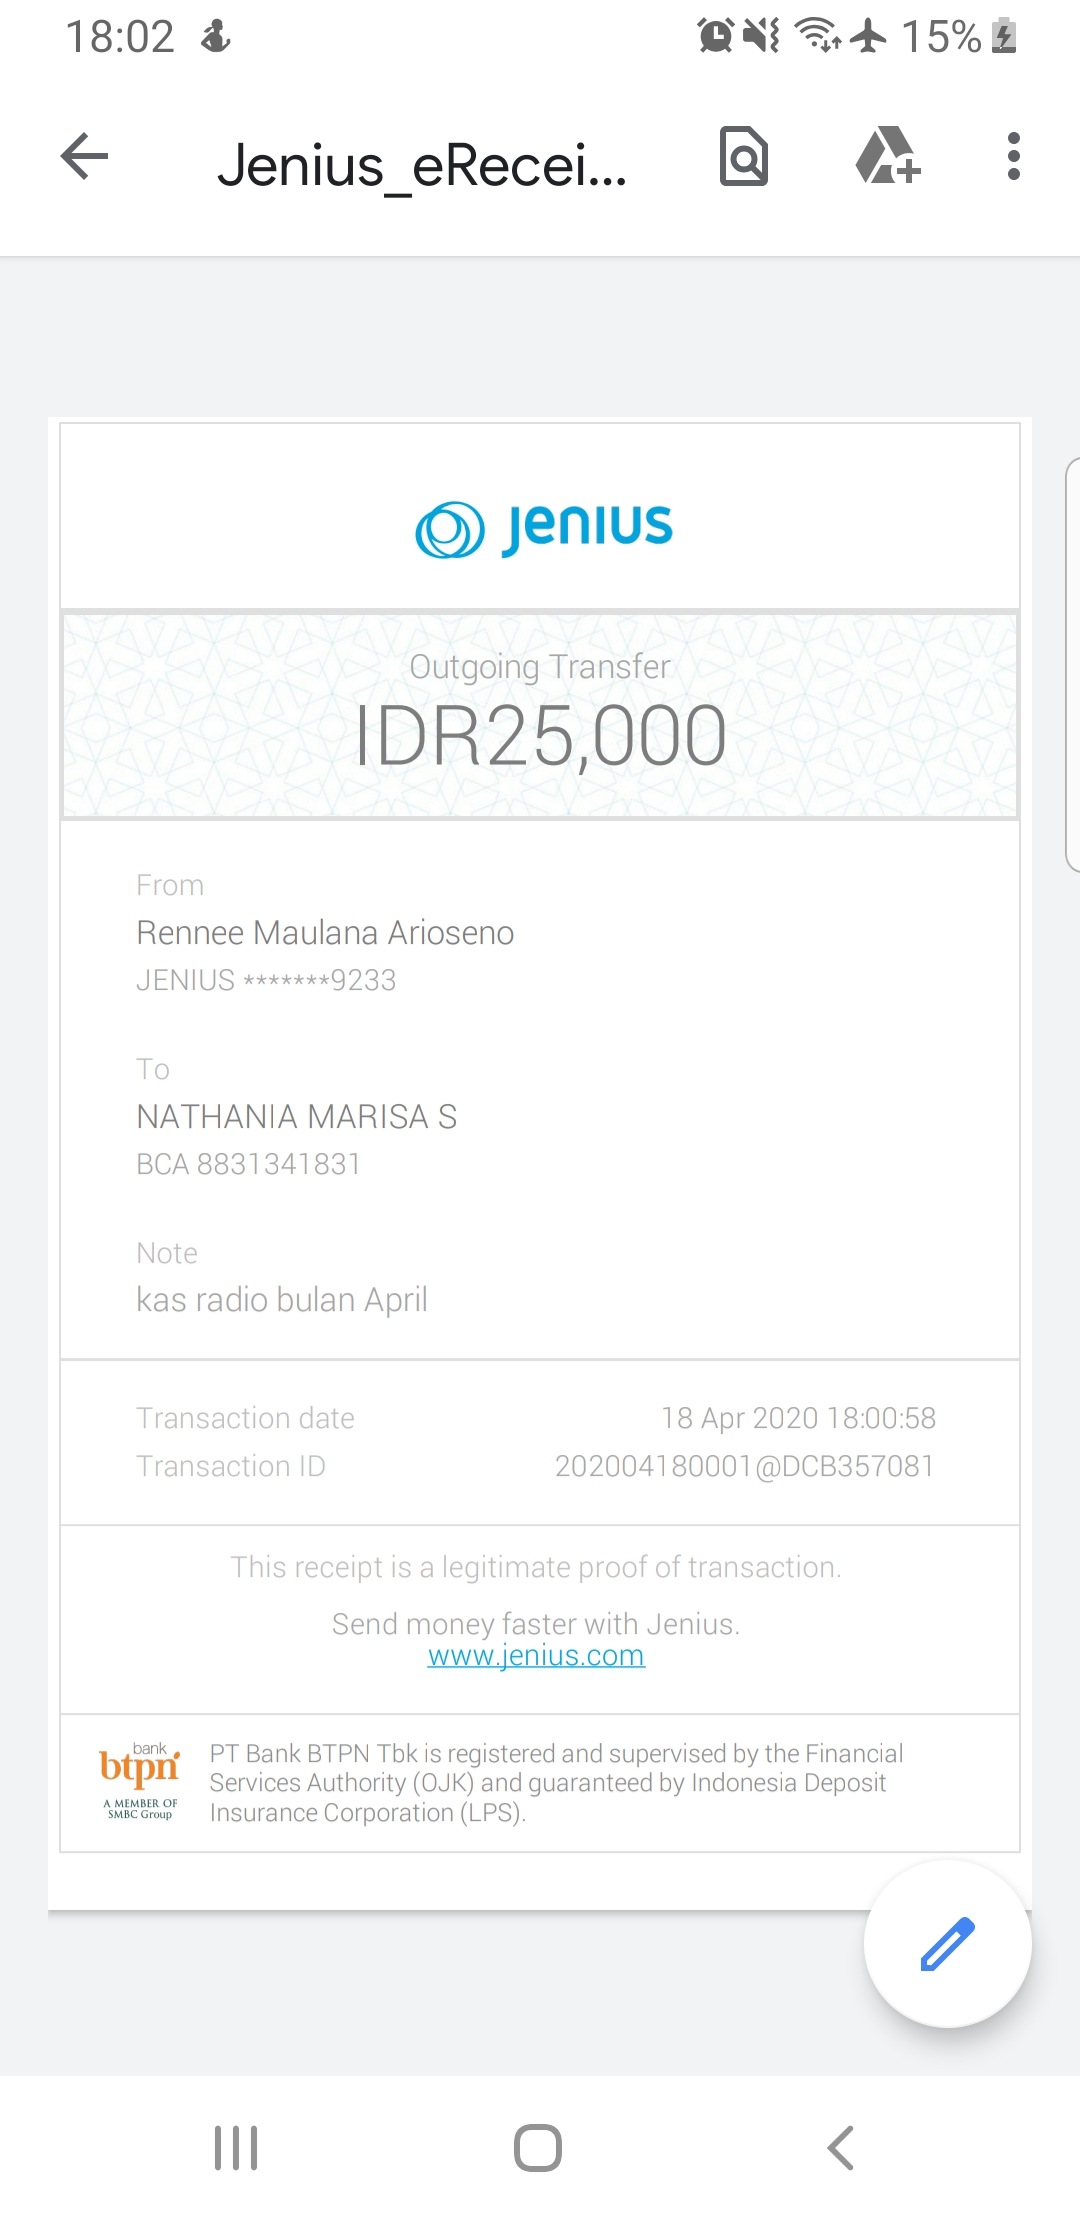 18:02
15%
Jenius_eRecei...
jenius
Outgoing Transfer
IDR25,000
From
Rennee Maulana Arioseno
JENIUS *******9233
To
NATHANIA MARISA S
BCA 8831341831
Note
kas radio bulan April
Transaction date 18 Apr 2020 18:00:58
Transaction ID 202004180001@DCB357081
This receipt is a legitimate proof of transaction.
Send money faster with Jenius.
www.jenius.com
bank
btpn
A MEMBER OF
SMBC Group
PT Bank BTPN Tbk is registered and supervised by the Financial
Services Authority (OJK) and guaranteed by Indonesia Deposit
Insurance Corporation (LPS).